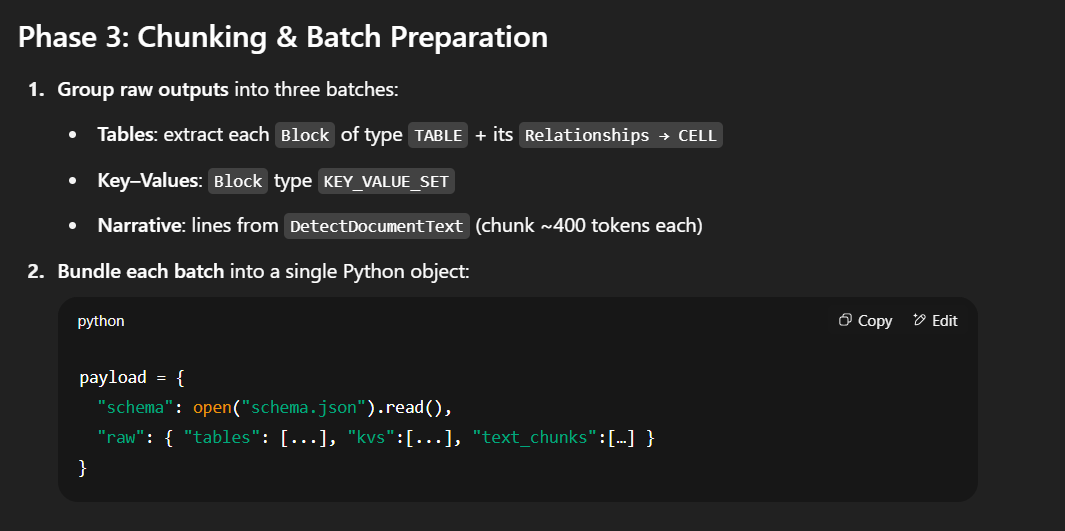 Phase 3: Chunking & Batch Preparation
1. Group raw outputs into three batches:
• Tables: extract each Block of type TABLE + its Relationships → CELL
• Key–Values: Block type KEY_VALUE_SET
• Narrative: lines from DetectDocumentText (chunk ~400 tokens each)
2. Bundle each batch into a single Python object:
python Copy Edit
payload = {
  "schema": open("schema.json").read(),
  "raw": { "tables": [...], "kvs":[...], "text_chunks":[…] }
}